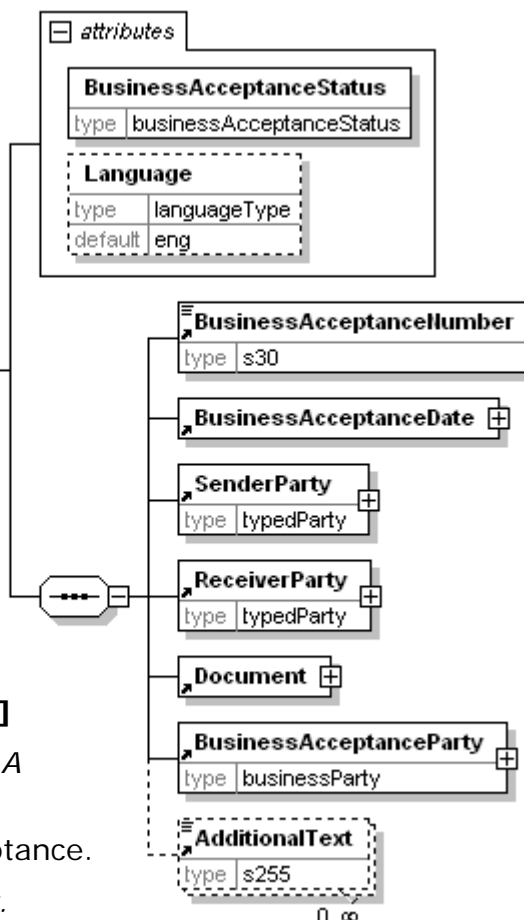 attributes
BusinessAcceptanceStatus
type businessAcceptanceStatus
Language
type languageType
default eng
BusinessAcceptanceNumber
type s30
BusinessAcceptanceDate
SenderParty
type typedParty
ReceiverParty
type typedParty
Document
]
BusinessAcceptanceParty
A
type businessParty
AdditionalText
ptance.
type s255
.
0..∞